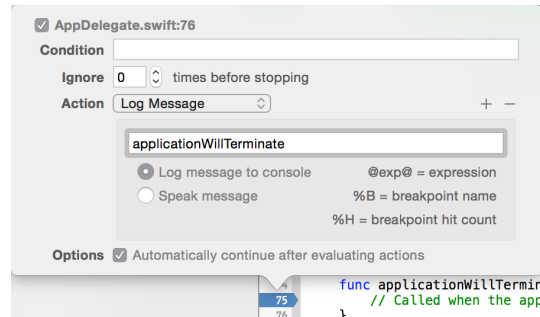 AppDelegate.swift:76
Condition
Ignore 0 times before stopping
Action Log Message + −
applicationWillTerminate
Log message to console @exp@ = expression
Speak message %B = breakpoint name
%H = breakpoint hit count
Options Automatically continue after evaluating actions
func applicationWillTermin
75 // Called when the app
76 }